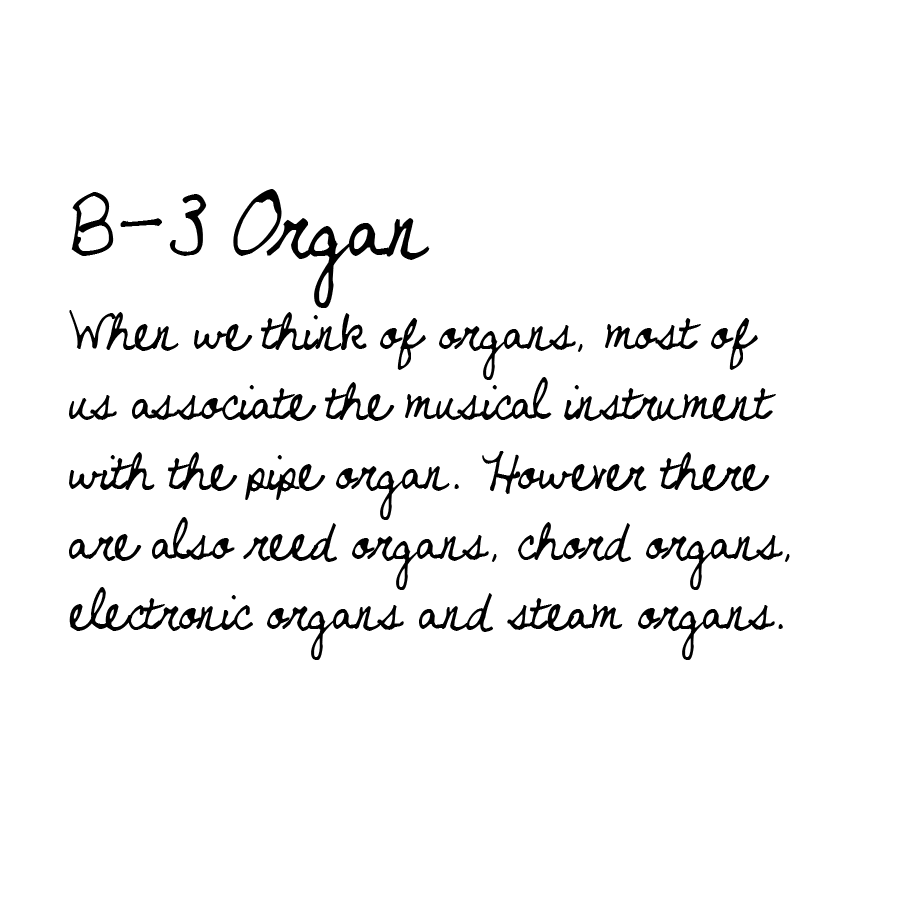 B-3 Organ
When we think of organs, most of
us associate the musical instrument
with the pipe organ. However there
are also reed organs, chord organs,
electronic organs and steam organs.